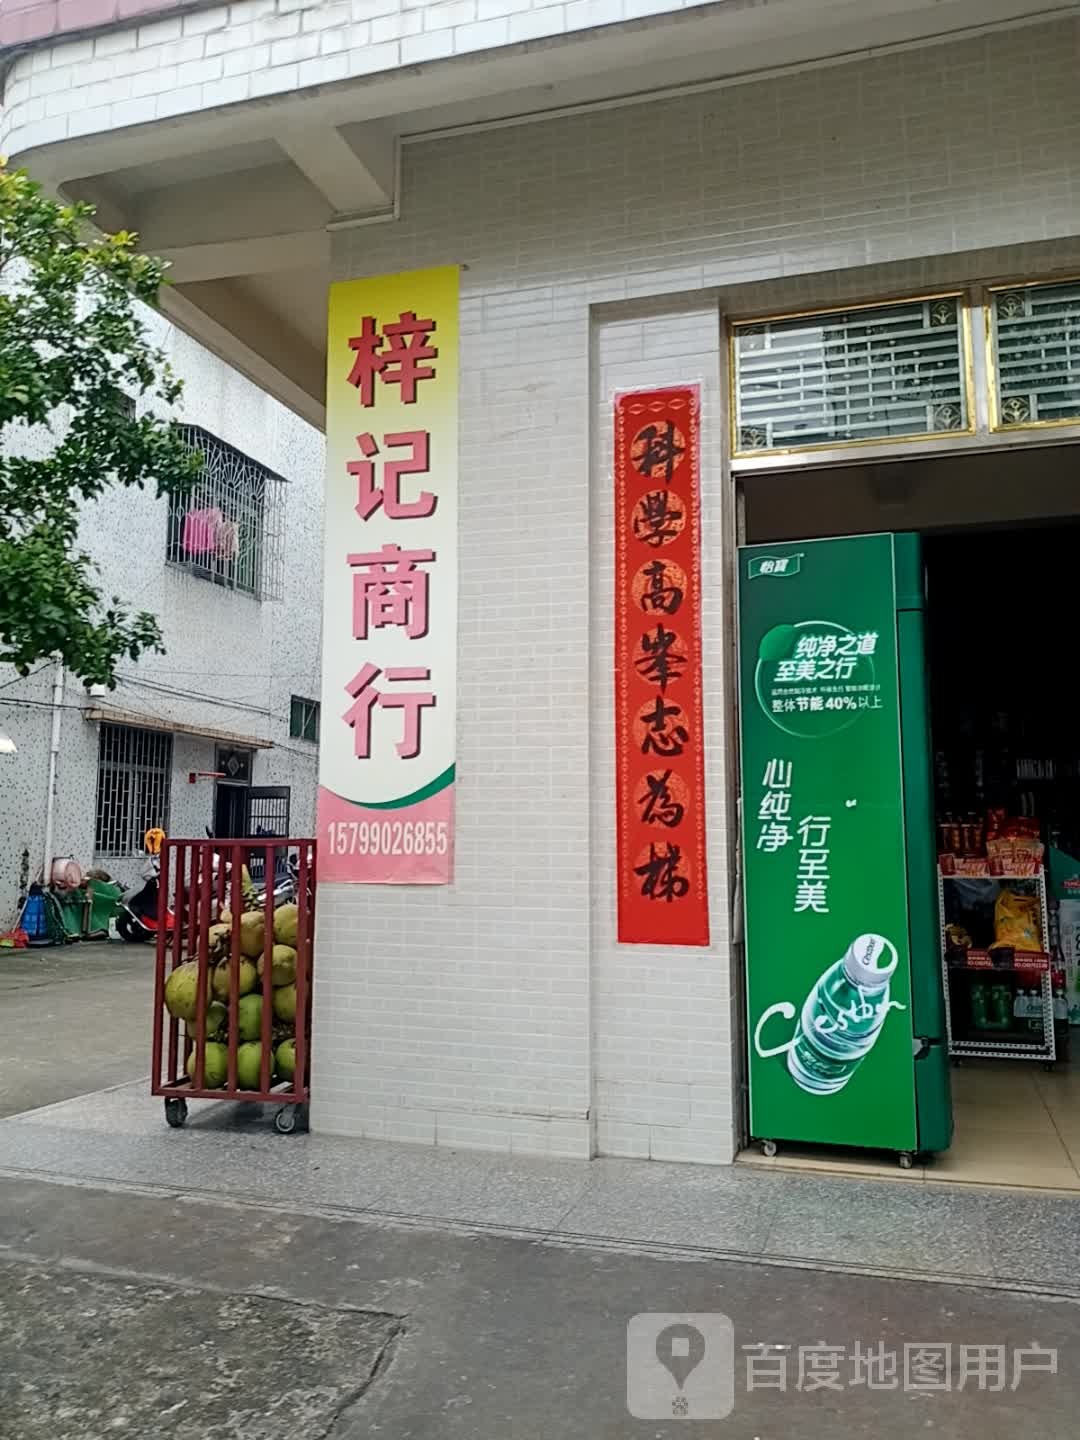 梓记商行
15799026855
科學高峯志為梯
怡寶
纯净之道
至美之行
整体节能40%以上
心纯净
行至美
C'estbon
百度地图用户